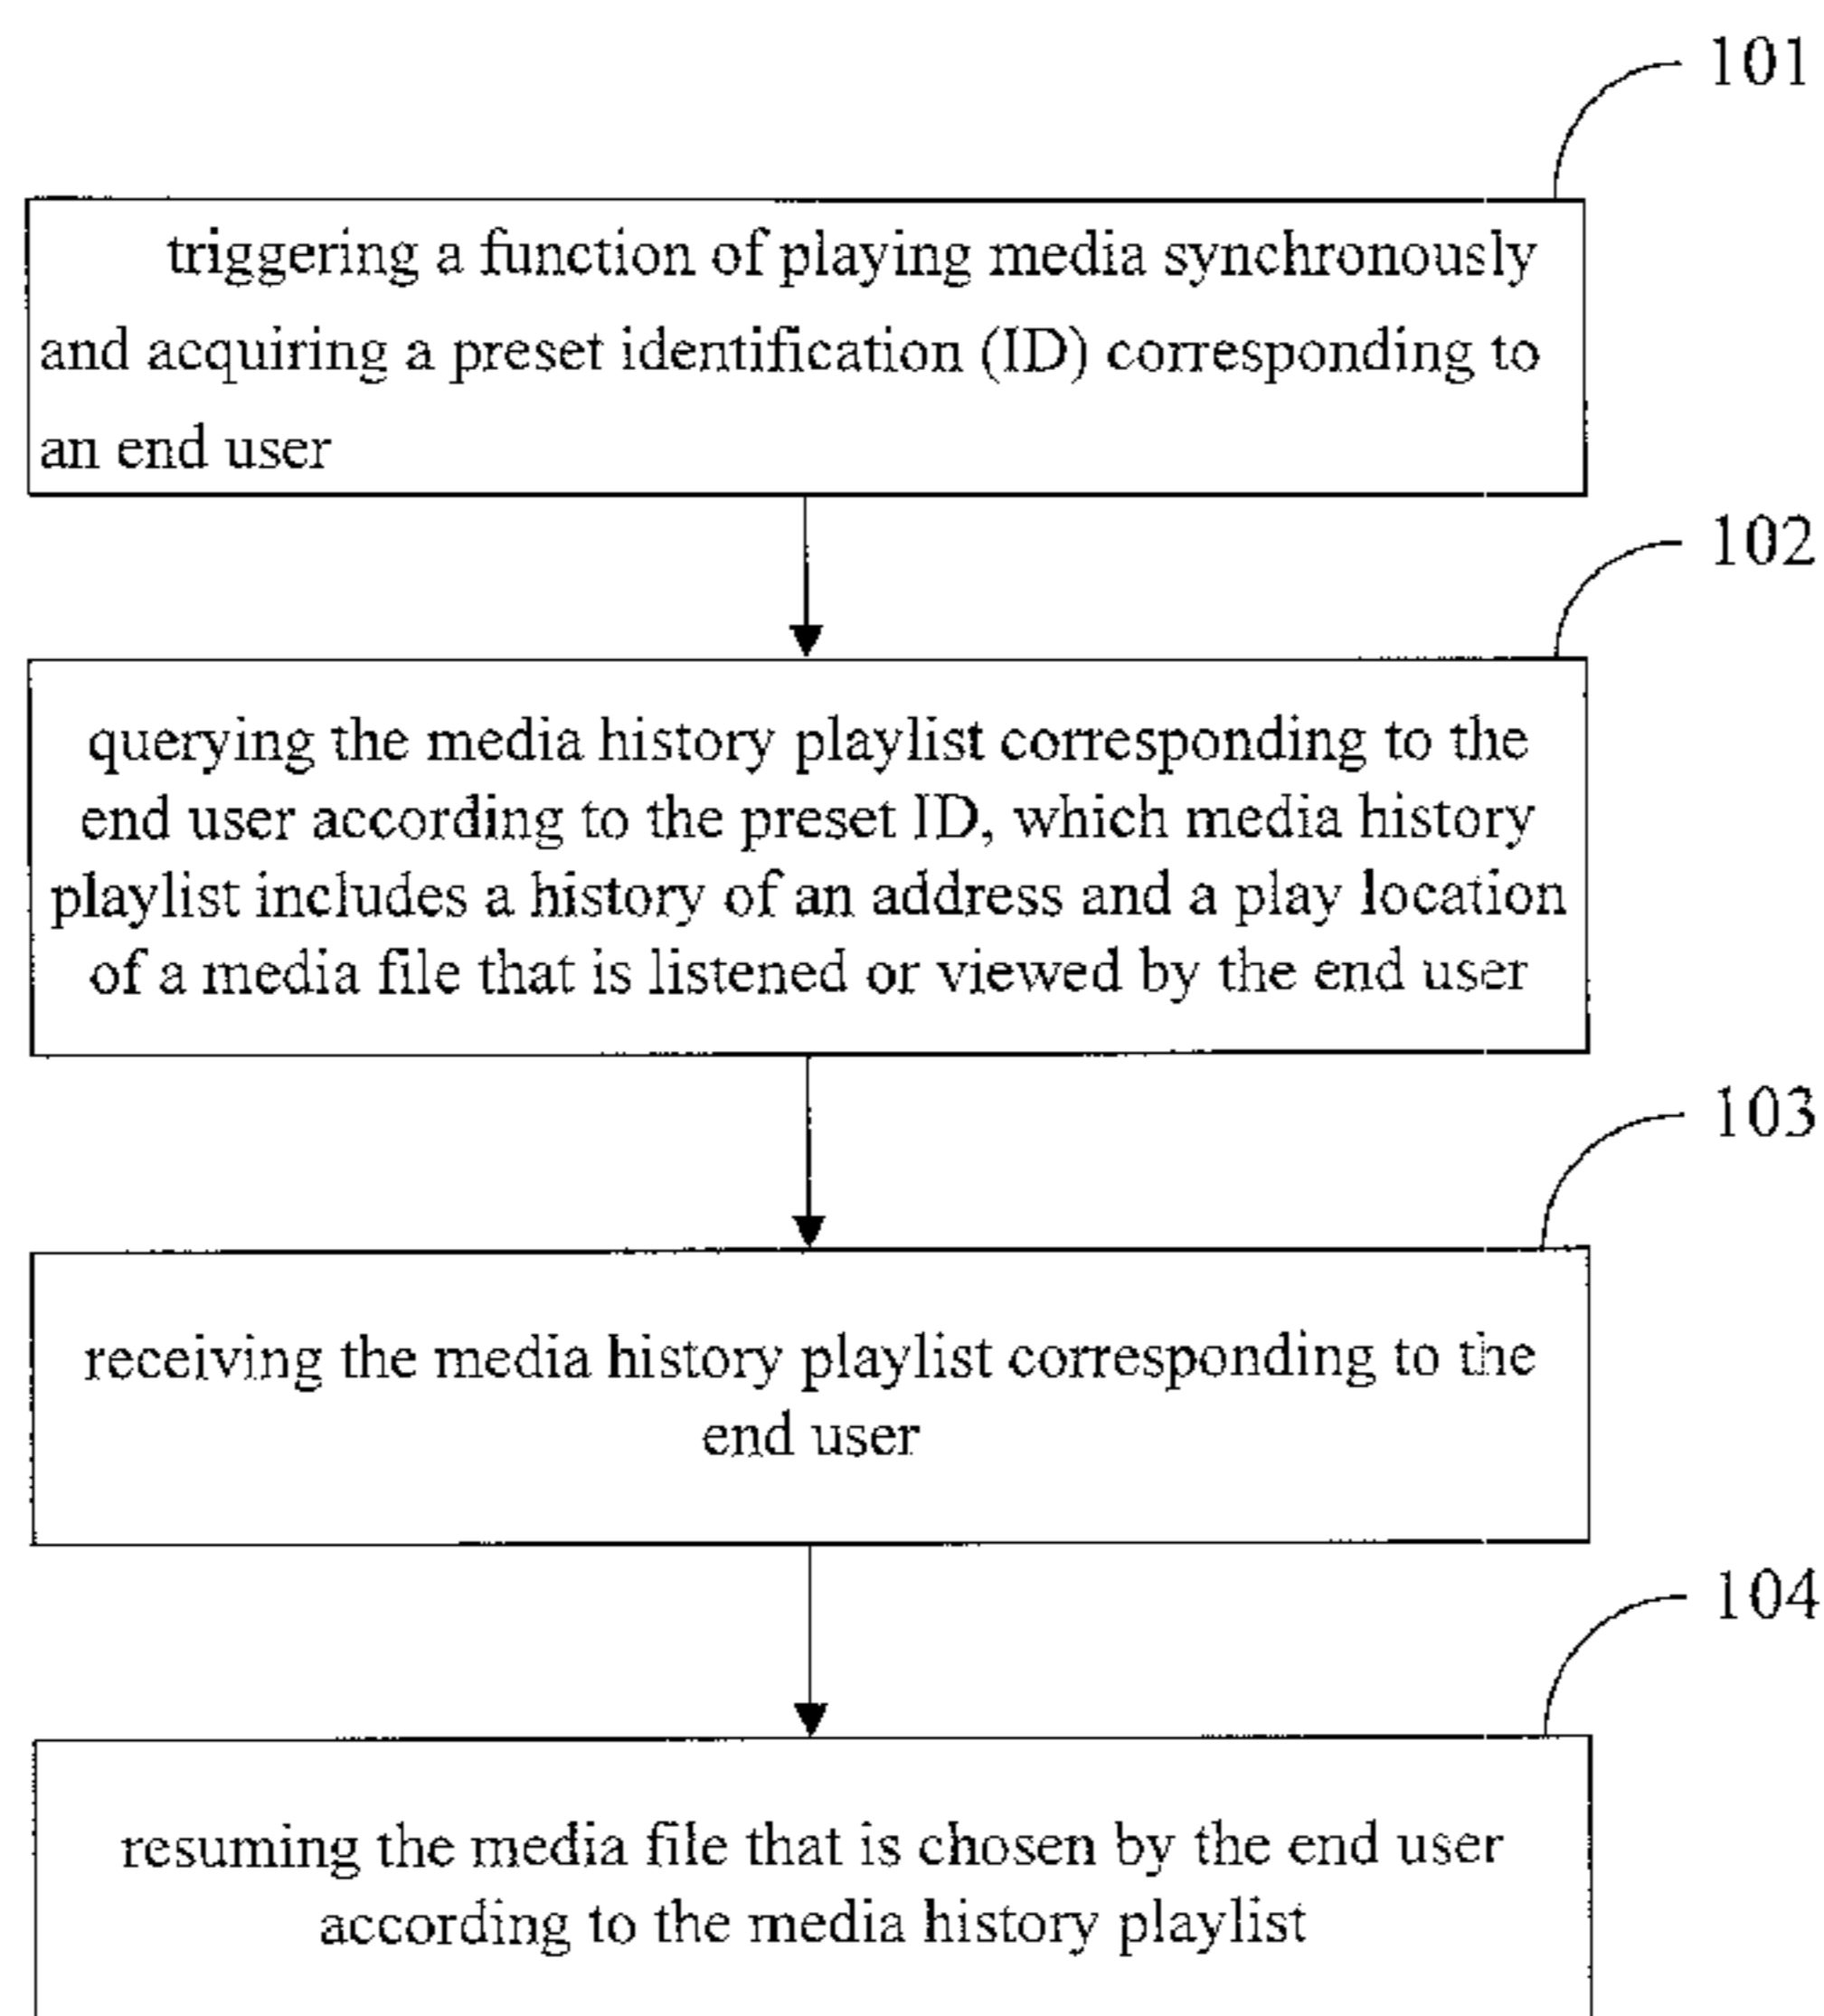 101
triggering a function of playing media synchronously
and acquiring a preset identification (ID) corresponding to
an end user
102
querying the media history playlist corresponding to the
end user according to the preset ID, which media history
playlist includes a history of an address and a play location
of a media file that is listened or viewed by the end user
103
receiving the media history playlist corresponding to the
end user
104
resuming the media file that is chosen by the end user
according to the media history playlist